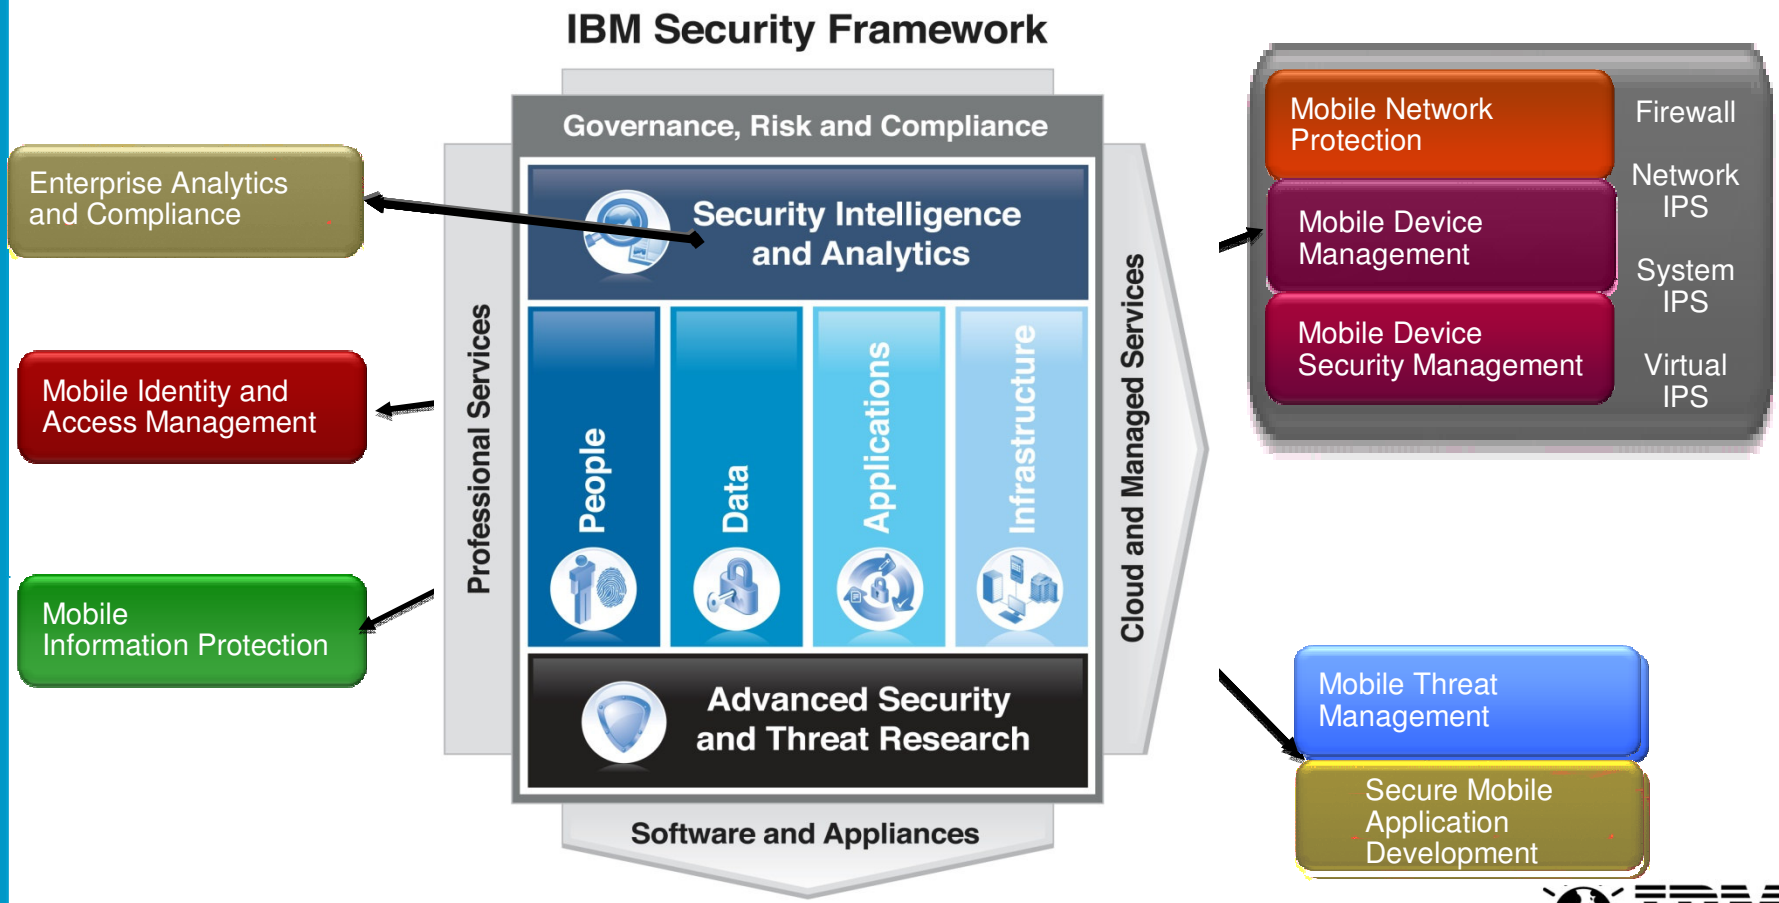 IBM Security Framework
Governance, Risk and Compliance
Enterprise Analytics
and Compliance
Mobile Identity and
Access Management
Mobile
Information Protection
Professional Services
Security Intelligence
and Analytics
People
Data
Applications
Infrastructure
Advanced Security
and Threat Research
Software and Appliances
Cloud and Managed Services
Mobile Network
Protection
Mobile Device
Management
Mobile Device
Security Management
Firewall
Network
IPS
System
IPS
Virtual
IPS
Mobile Threat
Management
Secure Mobile
Application
Development